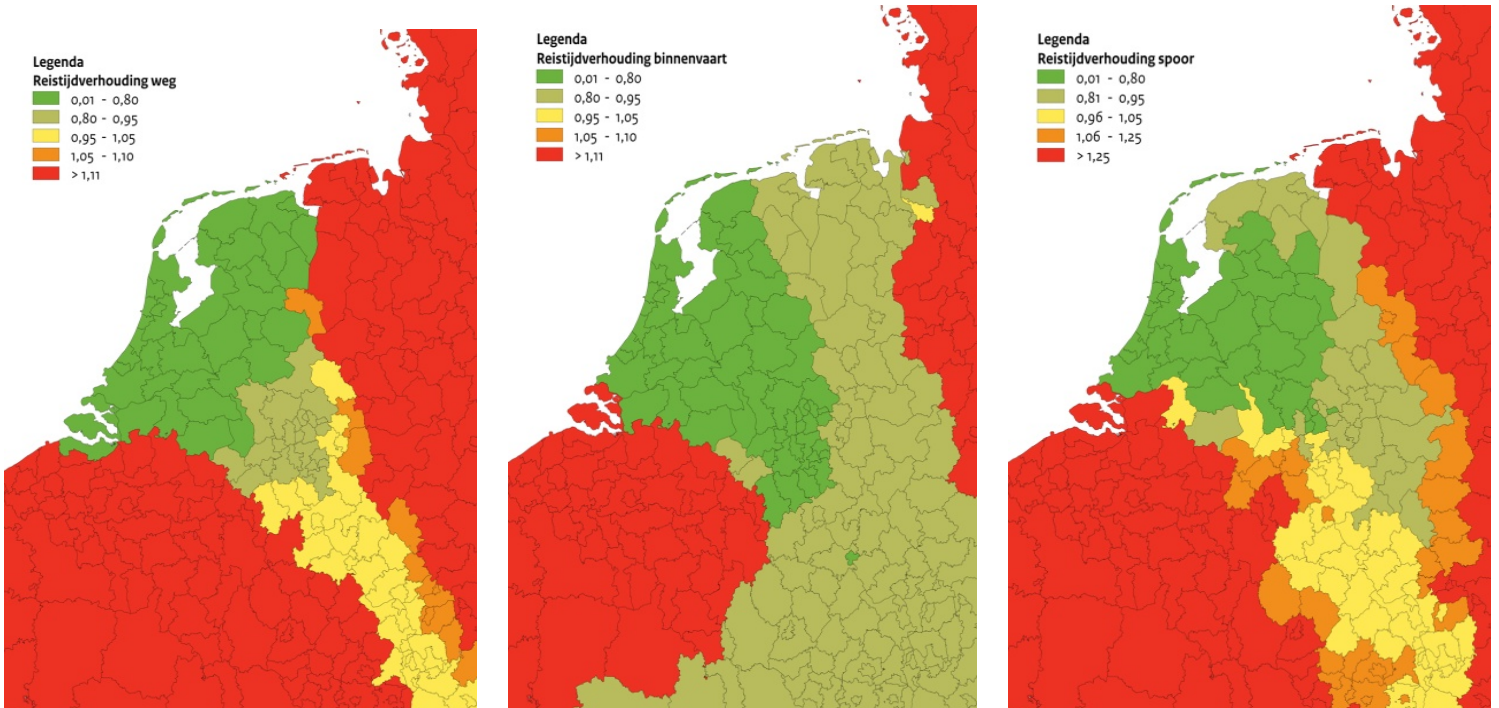 Legenda
Reistijdverhouding weg
0,01 - 0,80
0,80 - 0,95
0,95 - 1,05
1,05 - 1,10
> 1,11
Legenda
Reistijdverhouding binnenvaart
0,01 - 0,80
0,80 - 0,95
0,95 - 1,05
1,05 - 1,10
> 1,11
Legenda
Reistijdverhouding spoor
0,01 - 0,80
0,81 - 0,95
0,96 - 1,05
1,06 - 1,25
> 1,25